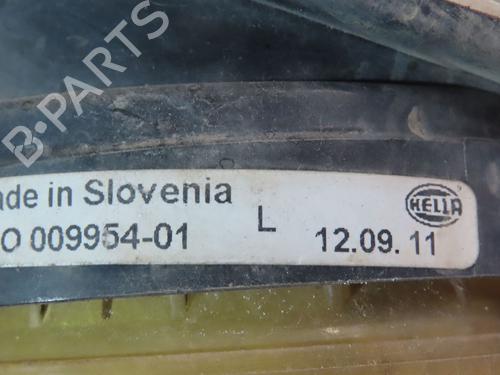 B-PARTS
ade in Slovenia
O 009954-01
L
12.09. 11
HELLA